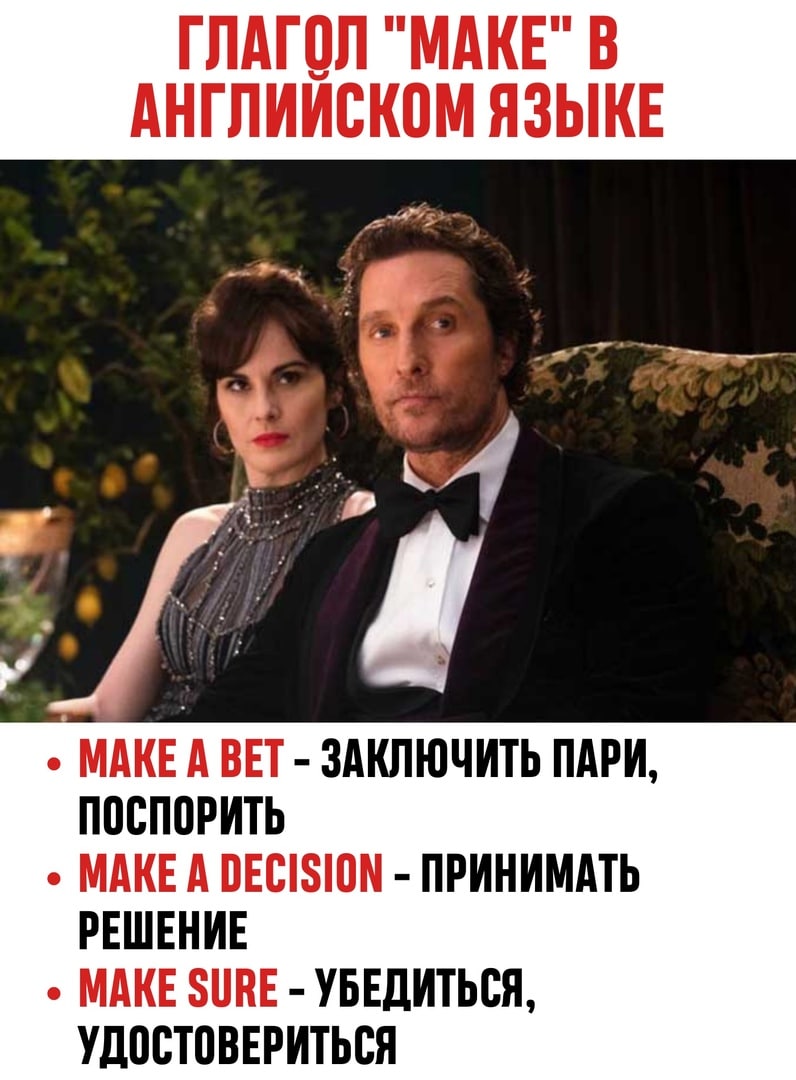 ГЛАГОЛ "MAKE" В
АНГЛИЙСКОМ ЯЗЫКЕ
• MAKE A BET - ЗАКЛЮЧИТЬ ПАРИ,
ПОСПОРИТЬ
• MAKE A DECISION - ПРИНИМАТЬ
РЕШЕНИЕ
• MAKE SURE - УБЕДИТЬСЯ,
УДОСТОВЕРИТЬСЯ